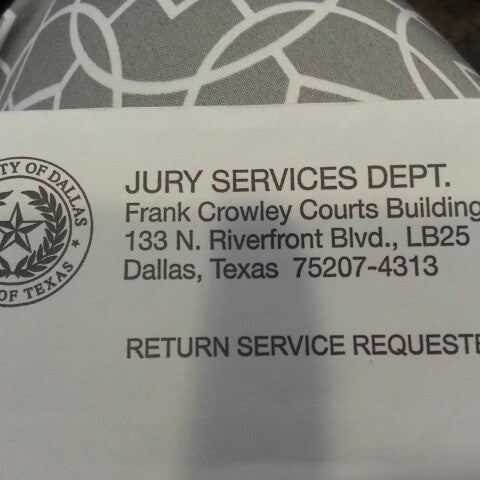 TY OF DALLAS
OF TEXAS
JURY SERVICES DEPT.
Frank Crowley Courts Building
133 N. Riverfront Blvd., LB25
Dallas, Texas 75207-4313
RETURN SERVICE REQUESTE